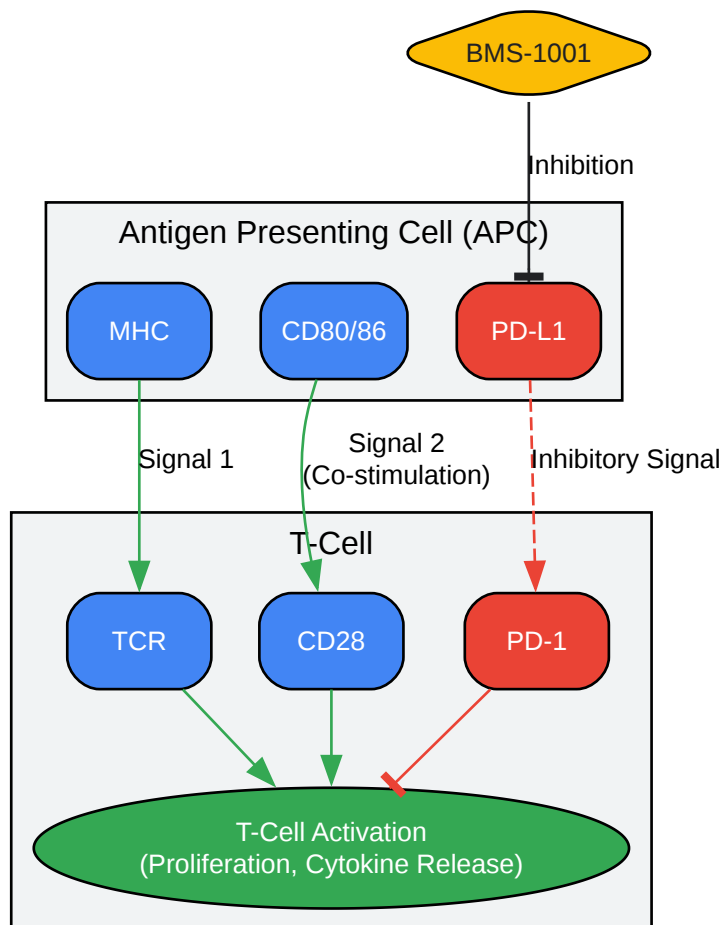 BMS-1001
Inhibition
Antigen Presenting Cell (APC)
MHC
CD80/86
PD-L1
Signal 1
Signal 2
(Co-stimulation)
Inhibitory Signal
T-Cell
TCR
CD28
PD-1
T-Cell Activation
(Proliferation, Cytokine Release)